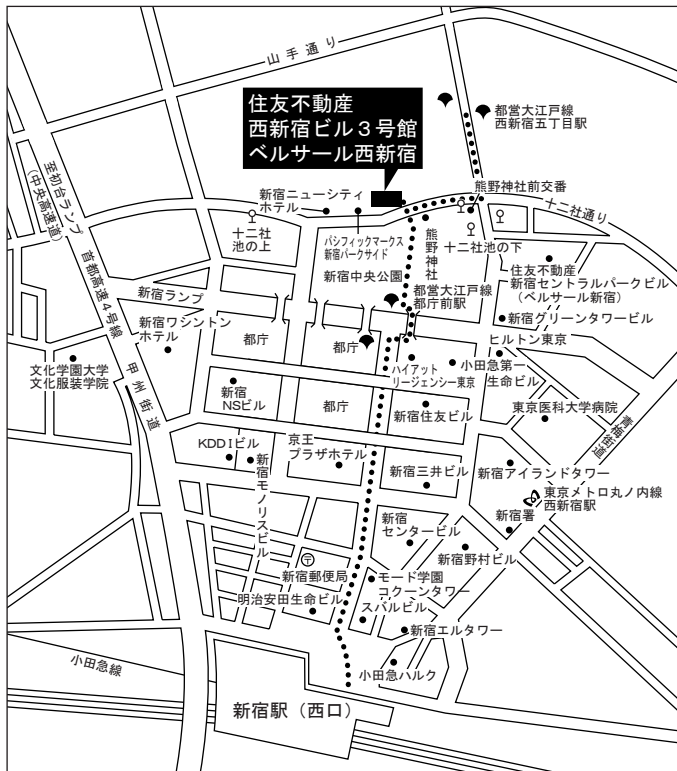 山手通り
住友不動産
西新宿ビル3号館
ベルサール西新宿
都営大江戸線
西新宿五丁目駅
至初台ランプ
(中央高速道)
首都高速4号線
新宿ニューシティ
ホテル
熊野神社前交番
十二社通り
十二社
池の上
パシフィックマークス
新宿パークサイド
熊野神社
十二社池の下
新宿中央公園
住友不動産
新宿セントラルパークビル
(ベルサール新宿)
都営大江戸線
都庁前駅
新宿ランプ
新宿グリーンタワービル
新宿ワシントン
ホテル
都庁
都庁
ヒルトン東京
文化学園大学
文化服装学院
甲州街道
ハイアット
リージェンシー東京
小田急第一
生命ビル
新宿
NSビル
都庁
新宿住友ビル
東京医科大学病院
青梅街道
KDDIビル
新宿モノリスビル
京王
プラザホテル
新宿三井ビル
新宿アイランドタワー
東京メトロ丸ノ内線
西新宿駅
新宿署
新宿
センタービル
新宿野村ビル
〒
新宿郵便局
モード学園
コクーンタワー
明治安田生命ビル
スバルビル
新宿エルタワー
小田急線
小田急ハルク
新宿駅(西口)